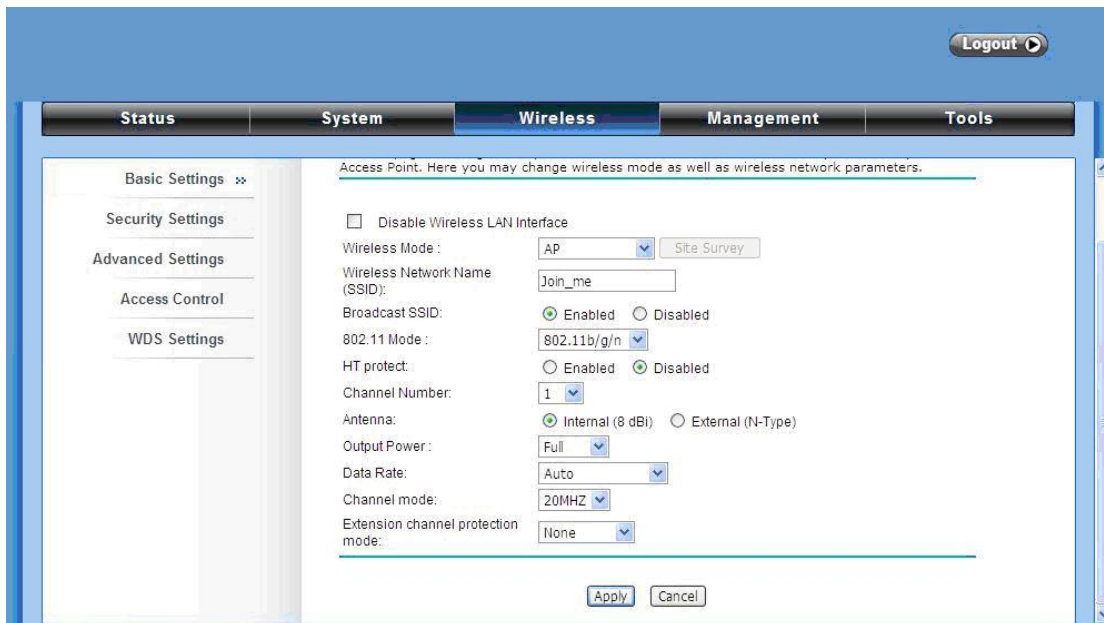 Logout
Status System Wireless Management Tools
Basic Settings
Security Settings
Advanced Settings
Access Control
WDS Settings
Access Point. Here you may change wireless mode as well as wireless network parameters.
Disable Wireless LAN Interface
Wireless Mode : AP Site Survey
Wireless Network Name
(SSID): Join_me
Broadcast SSID: Enabled Disabled
802.11 Mode : 802.11b/g/n
HT protect: Enabled Disabled
Channel Number: 1
Antenna: Internal (8 dBi) External (N-Type)
Output Power : Full
Data Rate: Auto
Channel mode: 20MHZ
Extension channel protection
mode: None
Apply Cancel